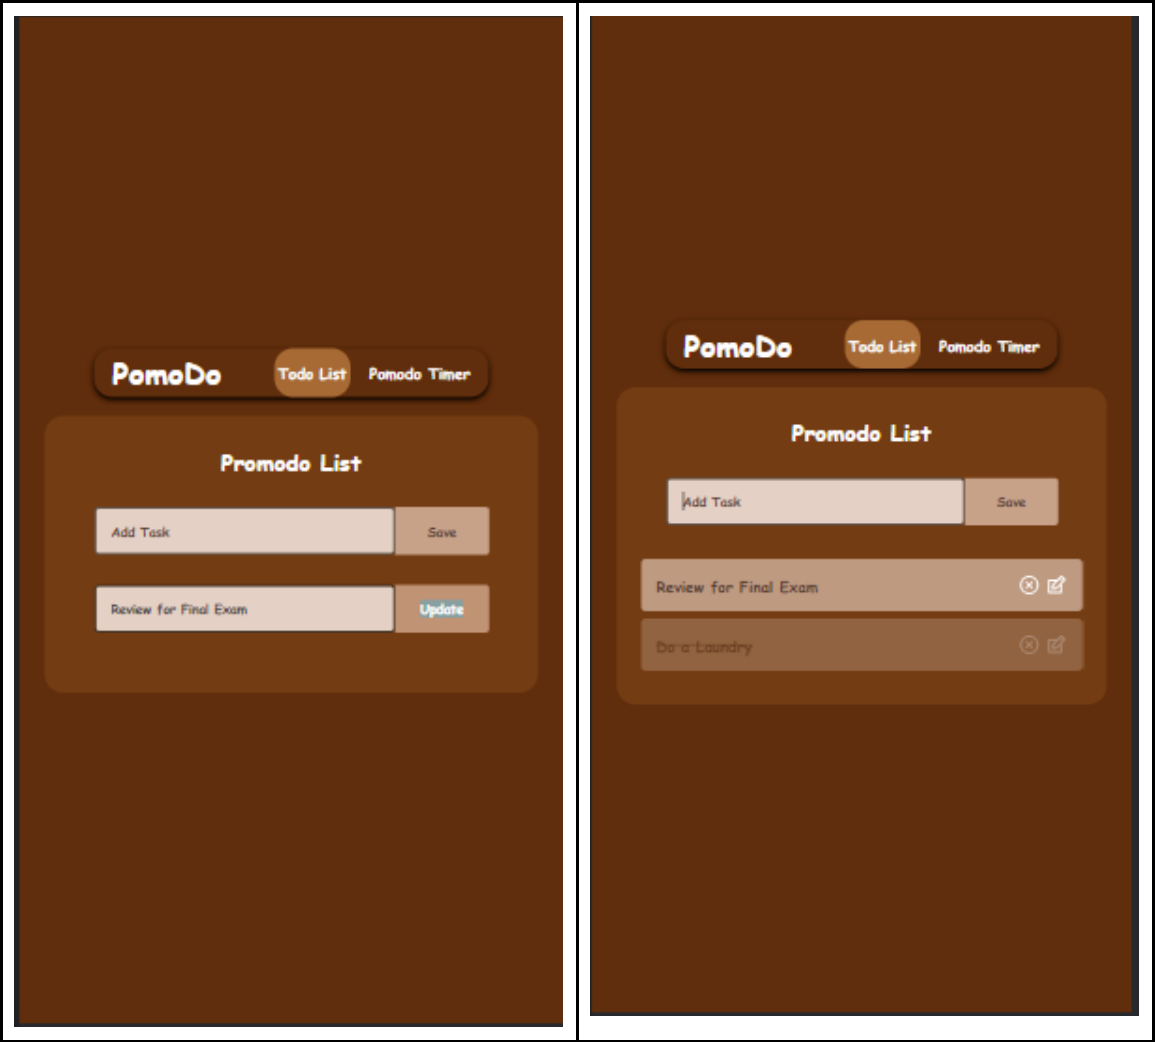 PomoDo Todo List Pomodo Timer
Promodo List
Add Task Save
Review for Final Exam Update
PomoDo Todo List Pomodo Timer
Promodo List
Add Task Save
Review for Final Exam
Do a Laundry